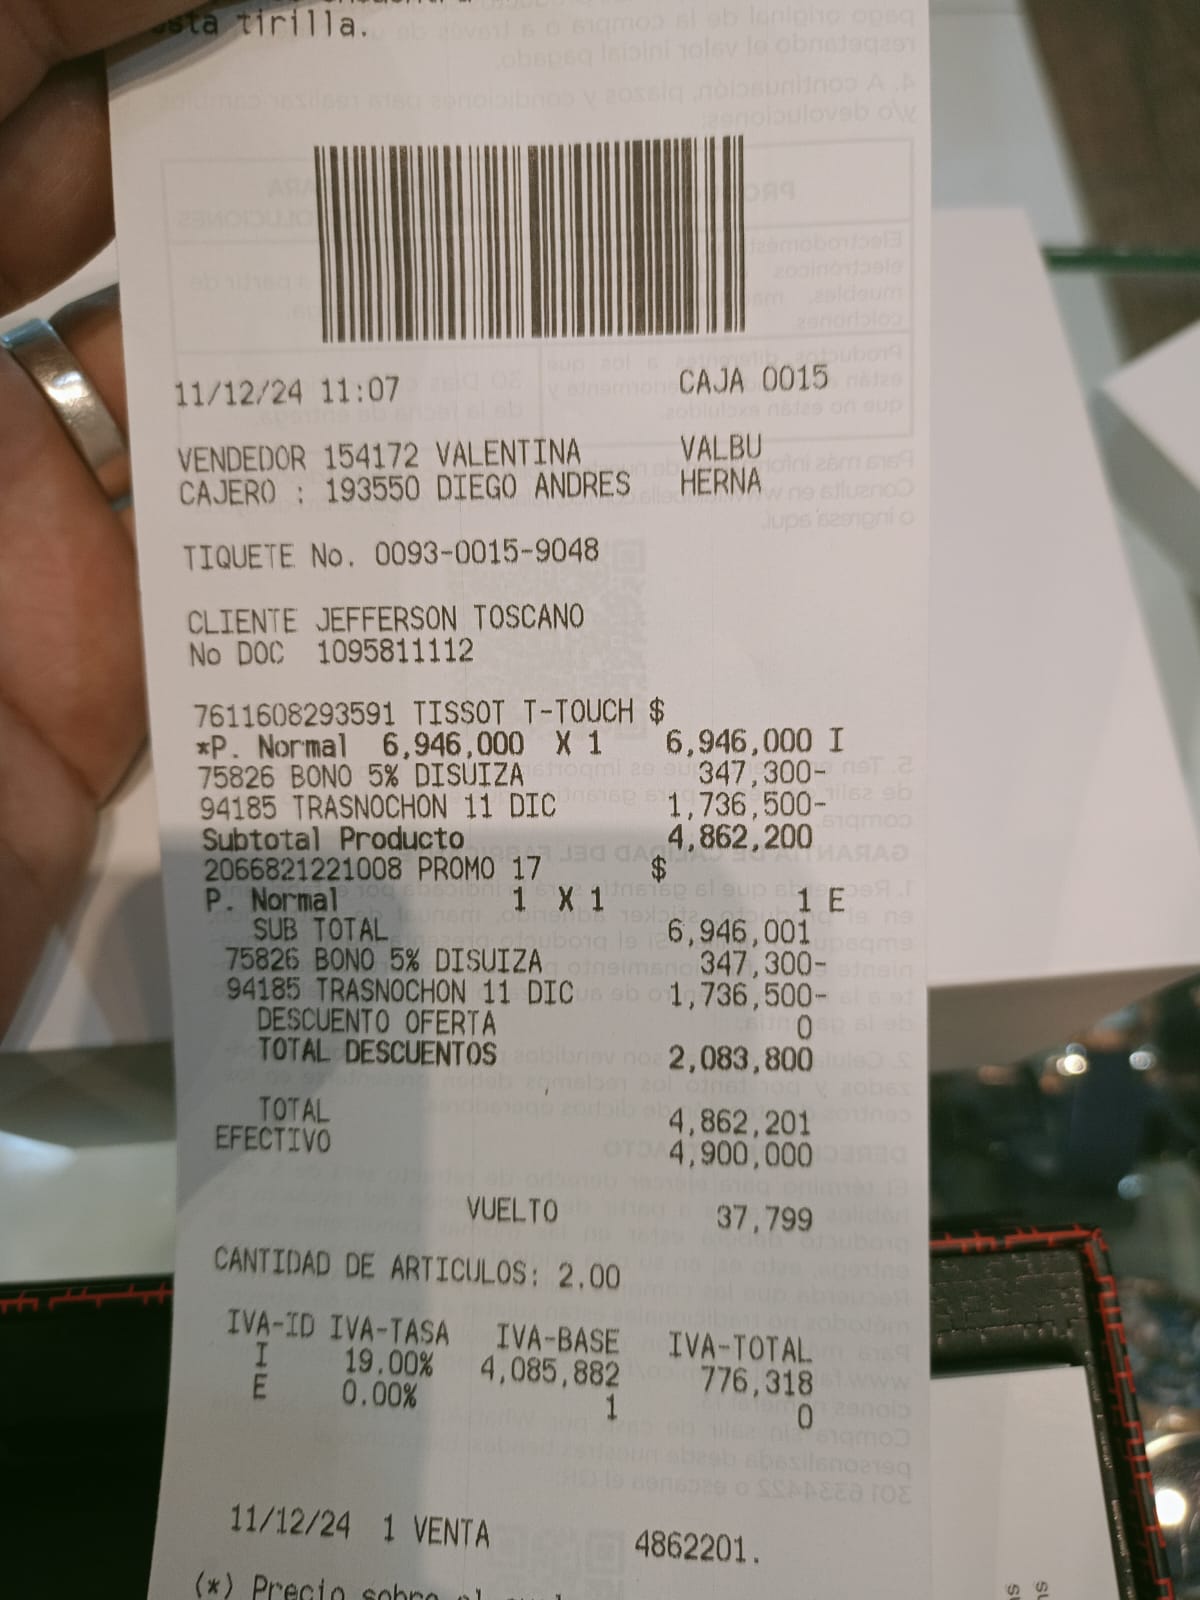 esta tirilla.
11/12/24 11:07 CAJA 0015
VENDEDOR 154172 VALENTINA VALBU
CAJERO : 193550 DIEGO ANDRES HERNA
TIQUETE No. 0093-0015-9048
CLIENTE JEFFERSON TOSCANO
No DOC 1095811112
7611608293591 TISSOT T-TOUCH $
*P. Normal 6,946,000 X 1 6,946,000 I
75826 BONO 5% DISUIZA 347,300-
94185 TRASNOCHON 11 DIC 1,736,500-
Subtotal Producto 4,862,200
2066821221008 PROMO 17 $
P. Normal 1 X 1 1 E
SUB TOTAL 6,946,001
75826 BONO 5% DISUIZA 347,300-
94185 TRASNOCHON 11 DIC 1,736,500-
DESCUENTO OFERTA 0
TOTAL DESCUENTOS 2,083,800
TOTAL 4,862,201
EFECTIVO 4,900,000
VUELTO 37,799
CANTIDAD DE ARTICULOS: 2.00
IVA-ID IVA-TASA IVA-BASE IVA-TOTAL
I 19.00% 4,085,882 776,318
E 0.00% 1 0
11/12/24 1 VENTA 4862201.
(*) Precio sobre el